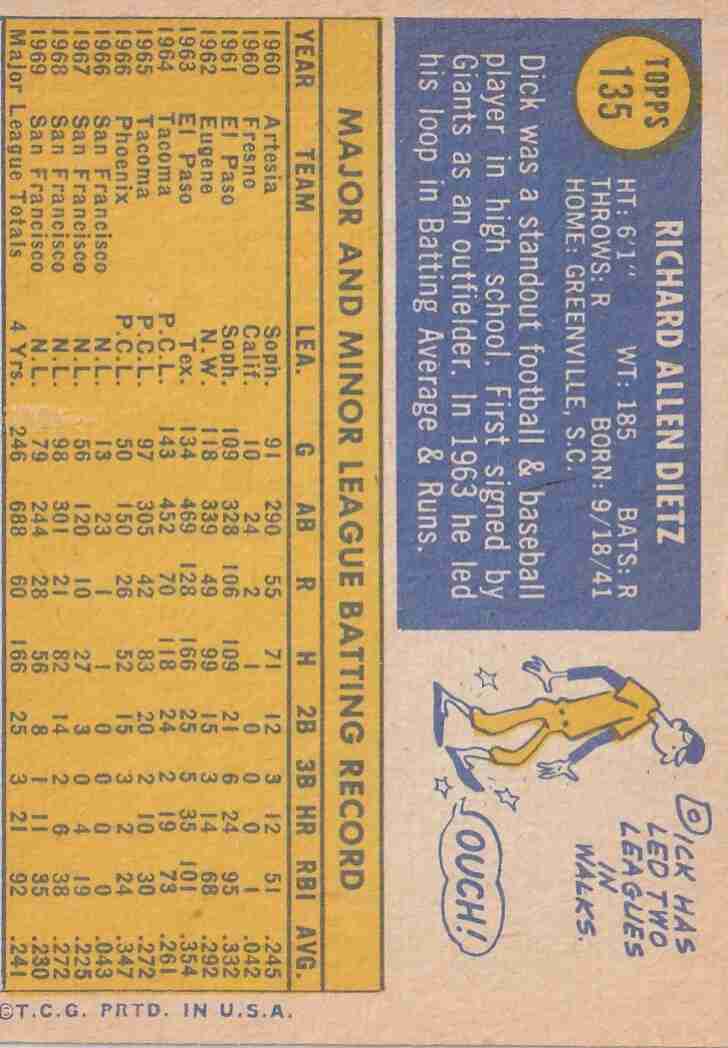 TOPPS
135
RICHARD ALLEN DIETZ
HT: 6'1" WT: 185 BATS: R
THROWS: R BORN: 9/18/41
HOME: GREENVILLE, S.C.
Dick was a standout football & baseball
player in high school. First signed by
Giants as an outfielder. In 1963 he led
his loop in Batting Average & Runs.
DICK HAS
LED TWO
LEAGUES
IN
WALKS.
OUCH!
MAJOR AND MINOR LEAGUE BATTING RECORD
YEAR TEAM LEA. G AB R H 2B 3B HR RBI AVG.
1960 Artesia Soph. 91 290 55 71 12 3 12 51 .245
1960 Fresno Calif. 10 24 2 1 0 0 0 1 .042
1961 El Paso Soph. 109 328 106 109 21 6 24 95 .332
1962 Eugene N.W. 118 339 49 99 15 3 14 68 .292
1963 El Paso Tex. 134 469 128 166 25 5 35 101 .354
1964 Tacoma P.C.L. 143 452 70 118 24 2 19 73 .261
1965 Tacoma P.C.L. 97 305 42 83 20 2 10 30 .272
1966 Phoenix P.C.L. 50 150 26 52 15 3 2 24 .347
1966 San Francisco N.L. 13 23 1 1 0 0 0 0 .043
1967 San Francisco N.L. 56 120 10 27 3 0 4 19 .225
1968 San Francisco N.L. 98 301 21 82 14 2 6 38 .272
1969 San Francisco N.L. 79 244 28 56 8 1 11 35 .230
Major League Totals 4 Yrs. 246 688 60 166 25 3 21 92 .241
©T.C.G. PRTD. IN U.S.A.